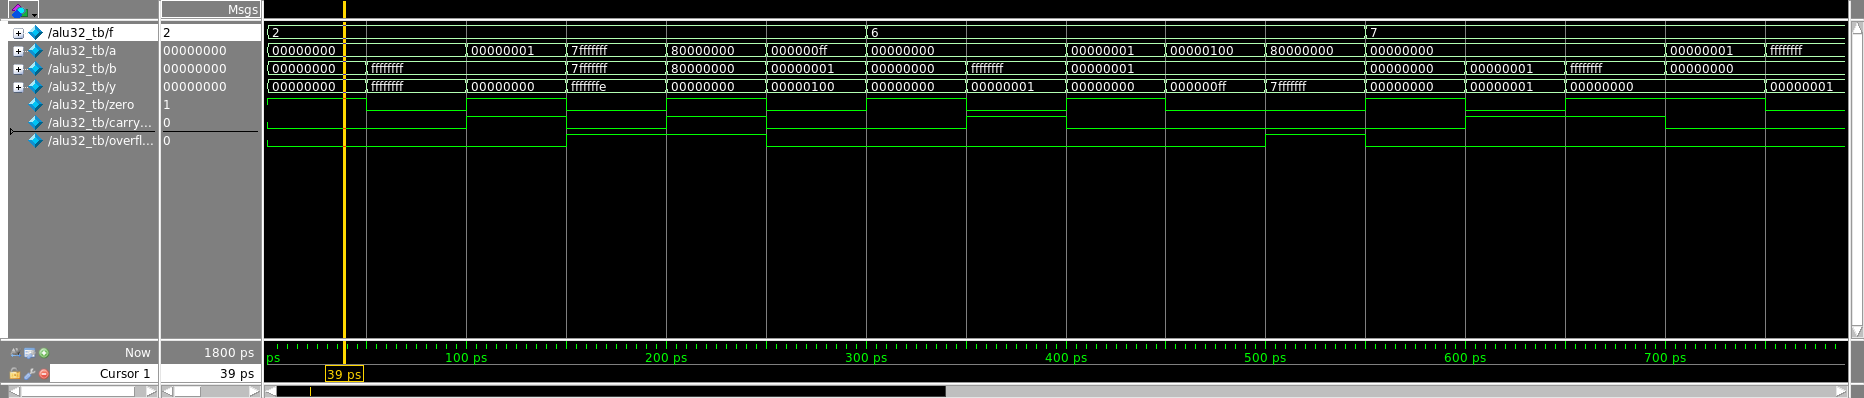 Msgs
/alu32_tb/f 2 2 6 7
/alu32_tb/a 00000000 00000000 00000001 7fffffff 80000000 000000ff 00000000 00000001 00000100 80000000 00000000 00000001 ffffffff
/alu32_tb/b 00000000 00000000 ffffffff 7fffffff 80000000 00000001 00000000 ffffffff 00000001 00000000 00000001 ffffffff 00000000
/alu32_tb/y 00000000 00000000 ffffffff 00000000 fffffffe 00000000 00000100 00000000 00000001 00000000 000000ff 7fffffff 00000000 00000001 00000000 00000001
/alu32_tb/zero 1
/alu32_tb/carry... 0
/alu32_tb/overfl... 0
Now 1800 ps ps 100 ps 200 ps 300 ps 400 ps 500 ps 600 ps 700 ps
Cursor 1 39 ps 39 ps